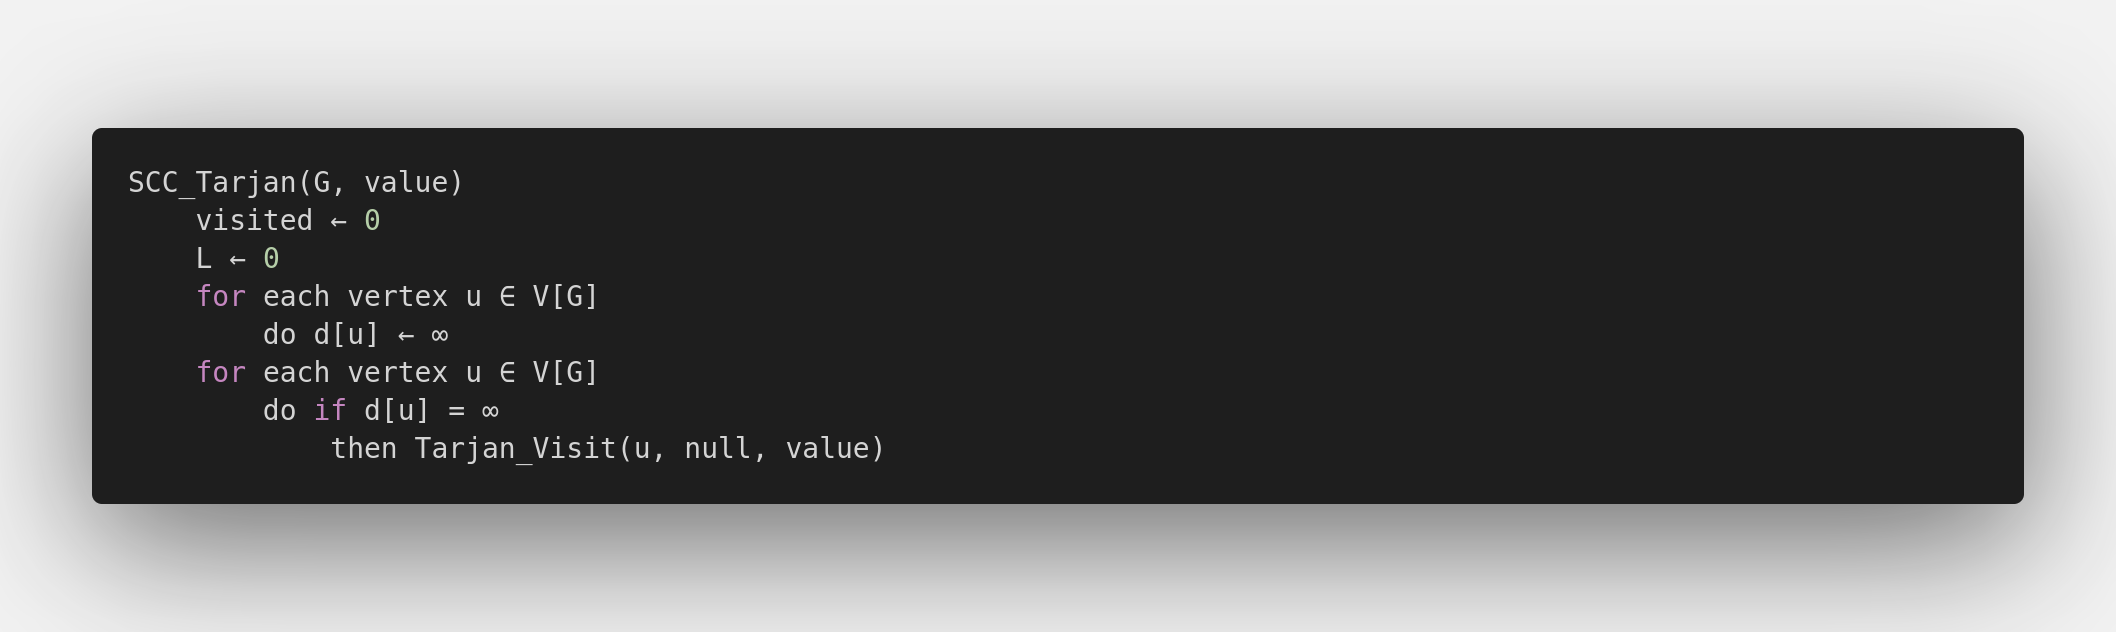 SCC_Tarjan(G, value)
    visited ← 0
    L ← 0
    for each vertex u ∈ V[G]
        do d[u] ← ∞
    for each vertex u ∈ V[G]
        do if d[u] = ∞
            then Tarjan_Visit(u, null, value)